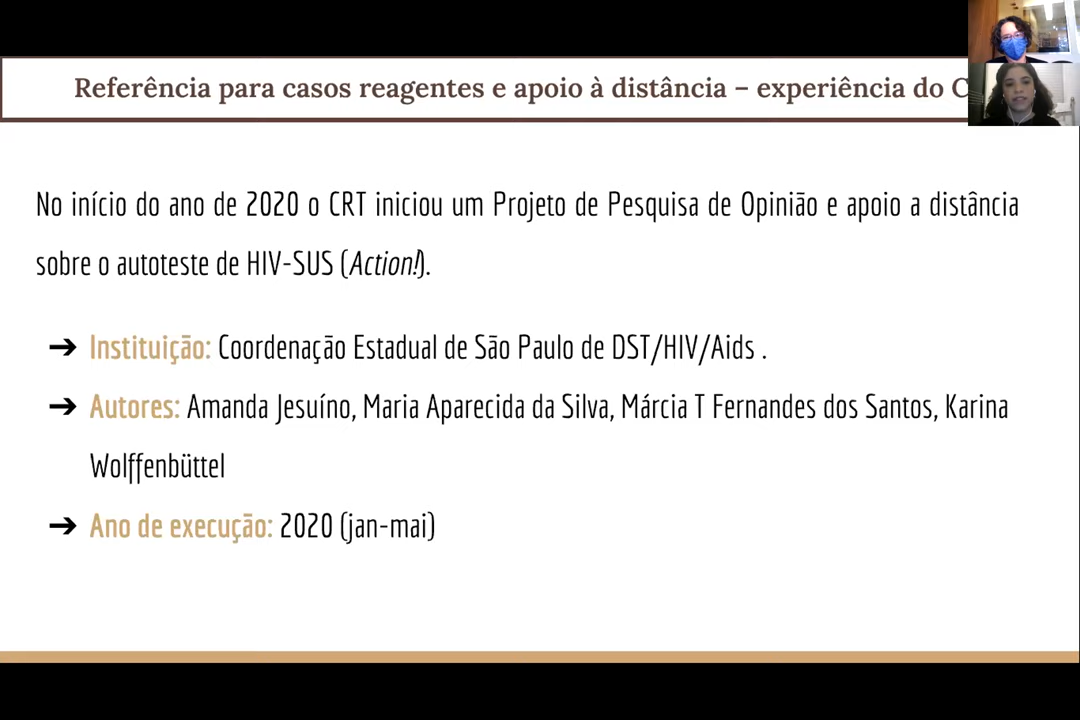 Referência para casos reagentes e apoio à distância – experiência do
No início do ano de 2020 o CRT iniciou um Projeto de Pesquisa de Opinião e apoio a distância
sobre o autoteste de HIV-SUS (Action!).
➔ Instituição: Coordenação Estadual de São Paulo de DST/HIV/Aids .
➔ Autores: Amanda Jesuíno, Maria Aparecida da Silva, Márcia T Fernandes dos Santos, Karina
Wolffenbüttel
➔ Ano de execução: 2020 (jan-mai)